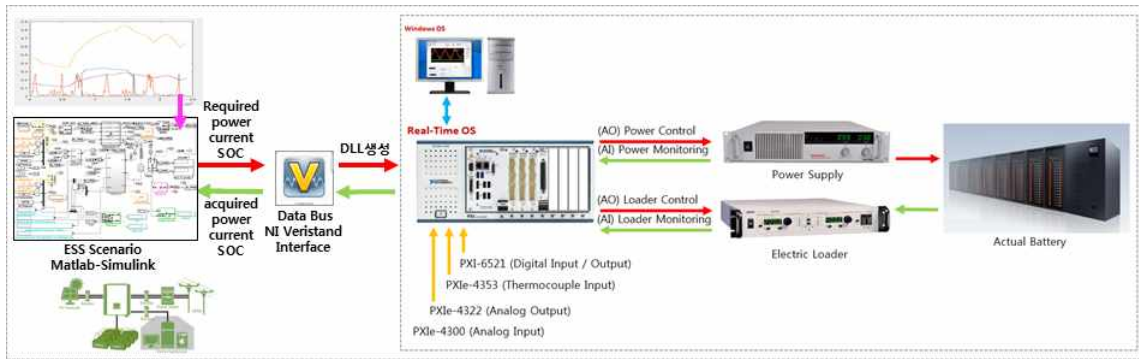 Windows OS
Required
power
current
SOC
Real-Time OS
(AO) Power Control
(AI) Power Monitoring
DLL생성
Power Supply
acquired
power
current
SOC
Data Bus
NI Veristand
Interface
(AO) Loader Control
(AI) Loader Monitoring
Actual Battery
ESS Scenario
Matlab-Simulink
Electric Loader
PXI-6521 (Digital Input / Output)
PXIe-4353 (Thermocouple Input)
PXIe-4322 (Analog Output)
PXIe-4300 (Analog Input)